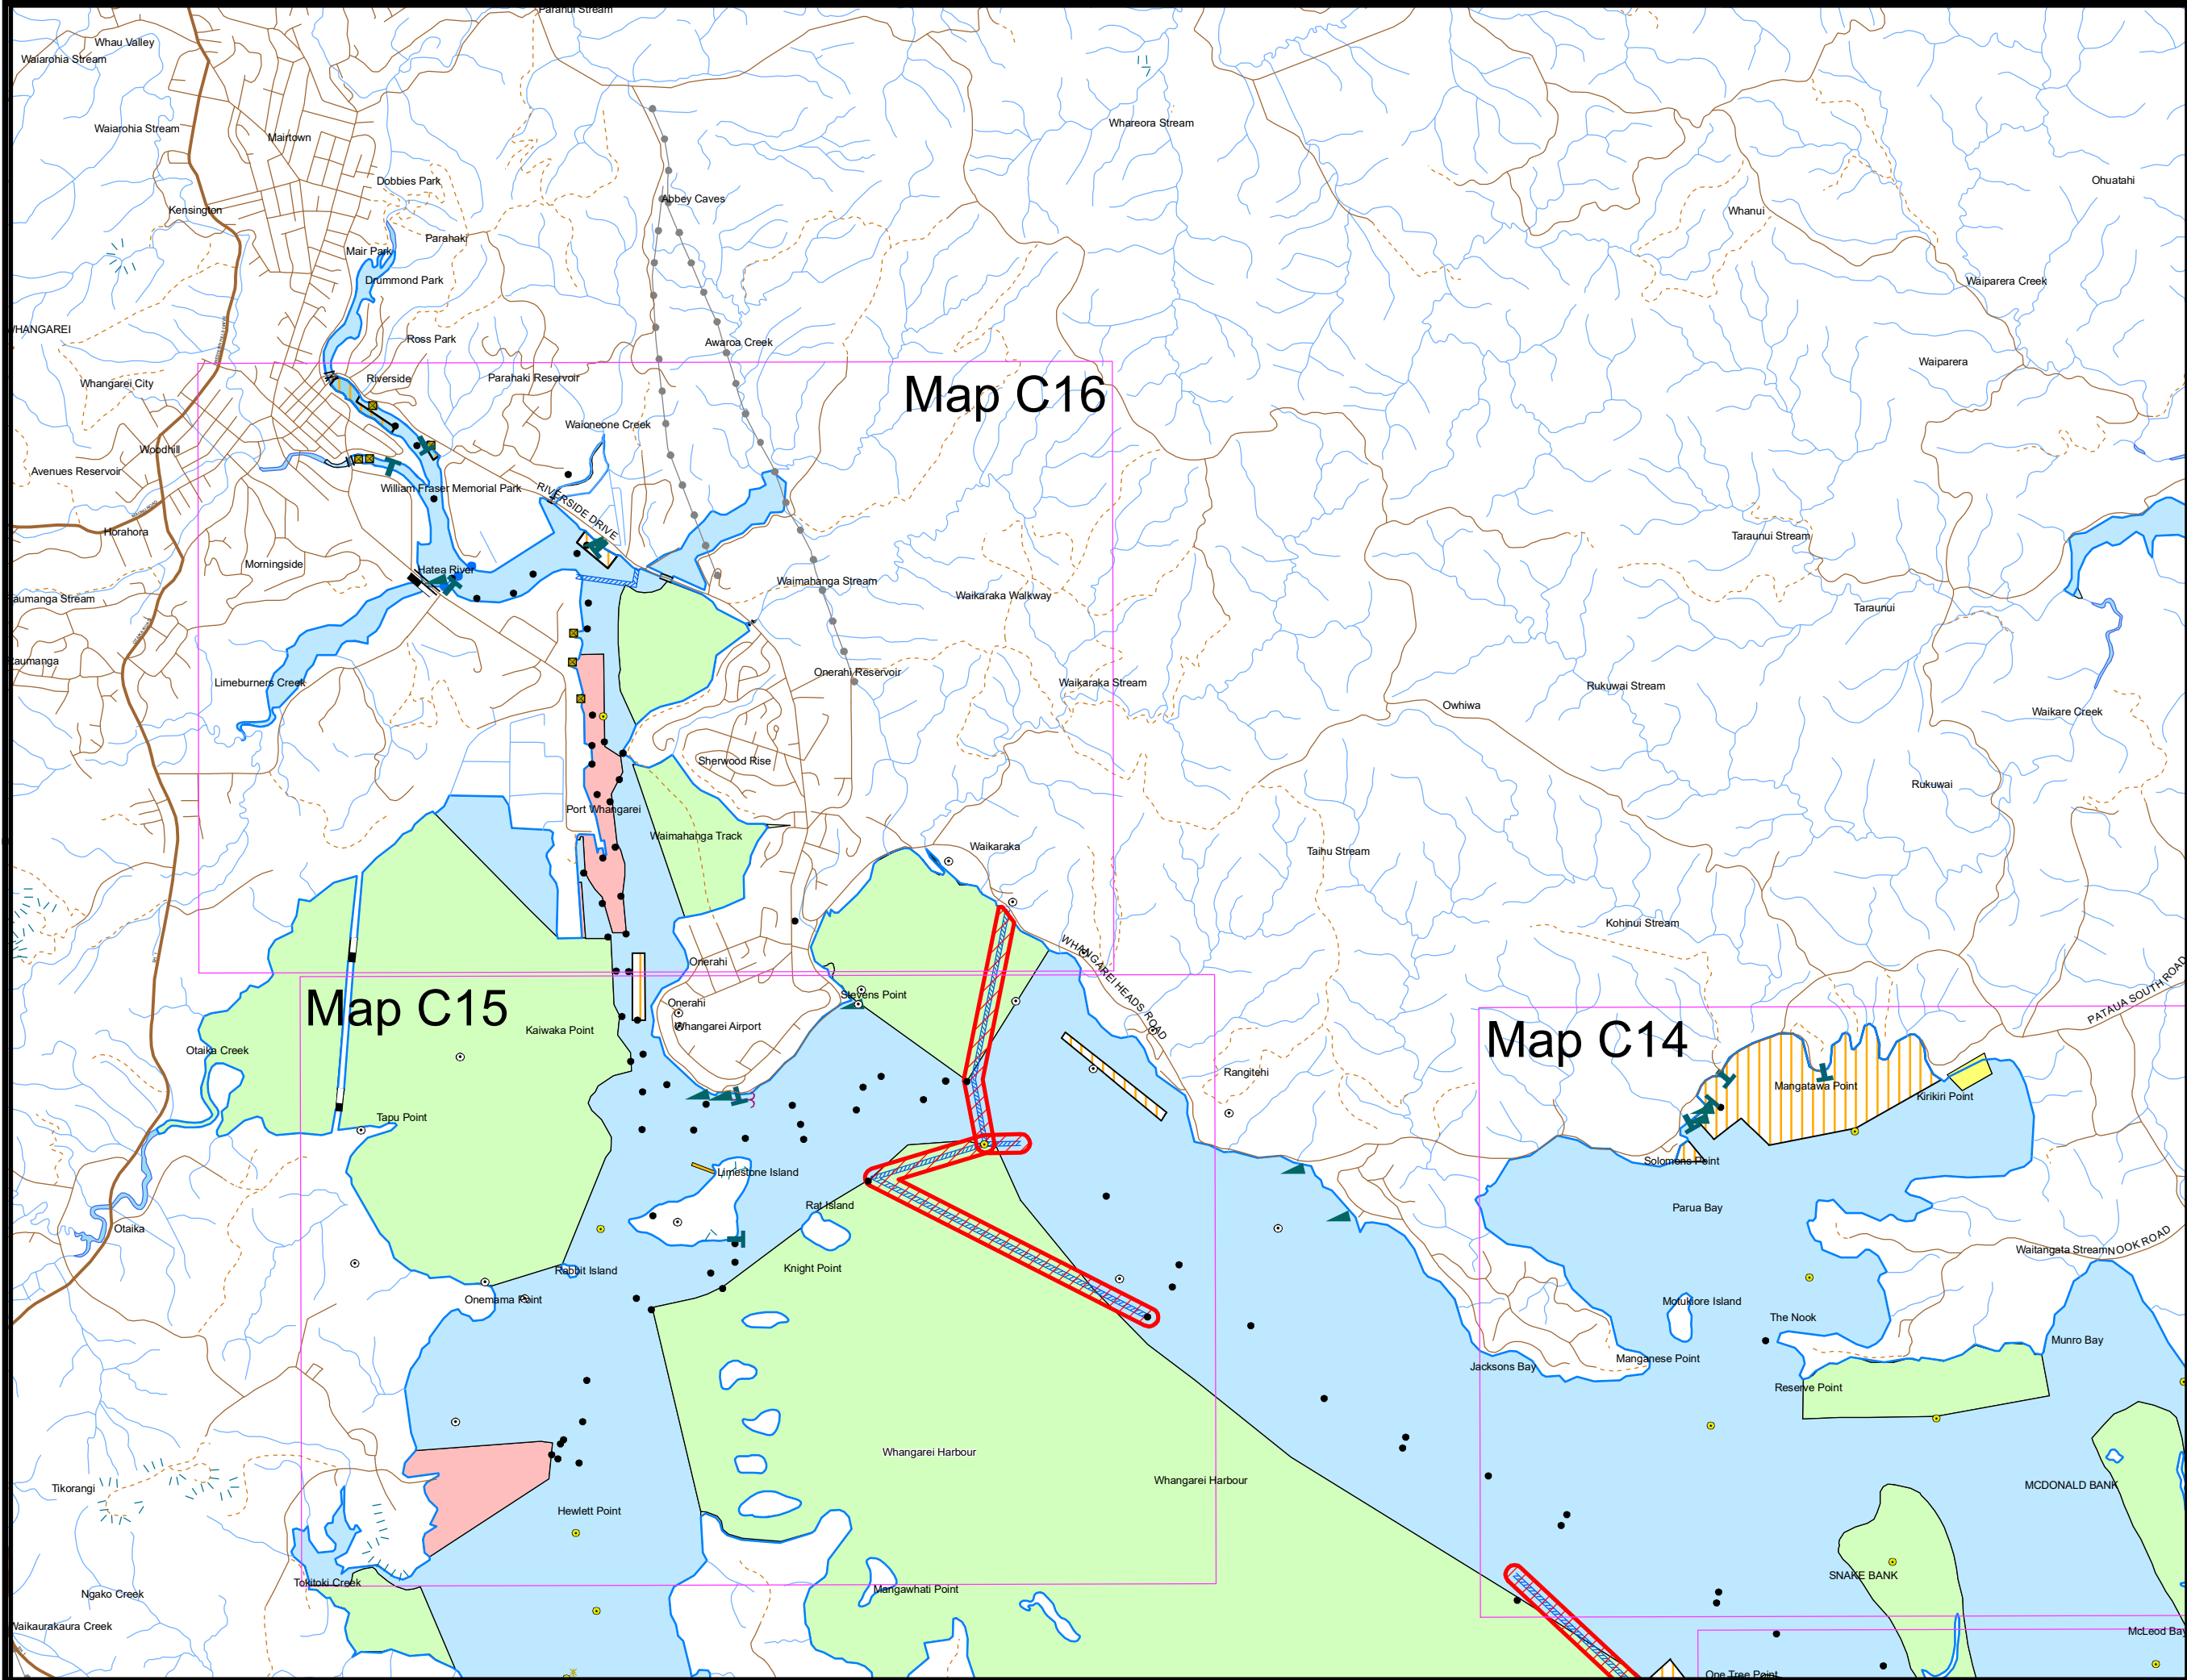 Parahui Stream
Whau Valley
Waiarohia Stream
Whareora Stream
Waiarohia Stream
Mairtown
Dobbies Park
Ohuatahi
Abbey Caves
Kensington
Whanui
Parahaki
Mair Park
Drummond Park
Waiparera Creek
WHANGAREI
Ross Park
Awaroa Creek
Waiparera
Whangarei City
Riverside
Parahaki Reservoir
Map C16
Waioneone Creek
Woodhill
Avenues Reservoir
William Fraser Memorial Park
RIVERSIDE DRIVE
Horahora
Taraunui Stream
Morningside
Hatea River
Waimahanga Stream
Waikaraka Walkway
aumanga Stream
Taraunui
Raumanga
Onerahi Reservoir
Limeburners Creek
Waikaraka Stream
Rukuwai Stream
Owhiwa
Waikare Creek
Sherwood Rise
Rukuwai
Port Whangarei
Waimahanga Track
Waikaraka
Taihu Stream
Kohinui Stream
WHANGAREI HEADS ROAD
Onerahi
PATAUA SOUTH ROAD
Stevens Point
Onerahi
Map C15
Whangarei Airport
Kaiwaka Point
Map C14
Otaika Creek
Rangitehi
Mangatawa Point
Kirikiri Point
Tapu Point
Solomons Point
Limestone Island
Rat Island
Parua Bay
Otaika
Waitangata Stream
NOOK ROAD
Knight Point
Rabbit Island
Onemama Point
Motukiore Island
The Nook
Munro Bay
Manganese Point
Jacksons Bay
Reserve Point
Whangarei Harbour
Whangarei Harbour
Tikorangi
MCDONALD BANK
Hewlett Point
SNAKE BANK
Tokitoki Creek
Mangawhati Point
Ngako Creek
Waikaurakaura Creek
McLeod Bay
One Tree Point